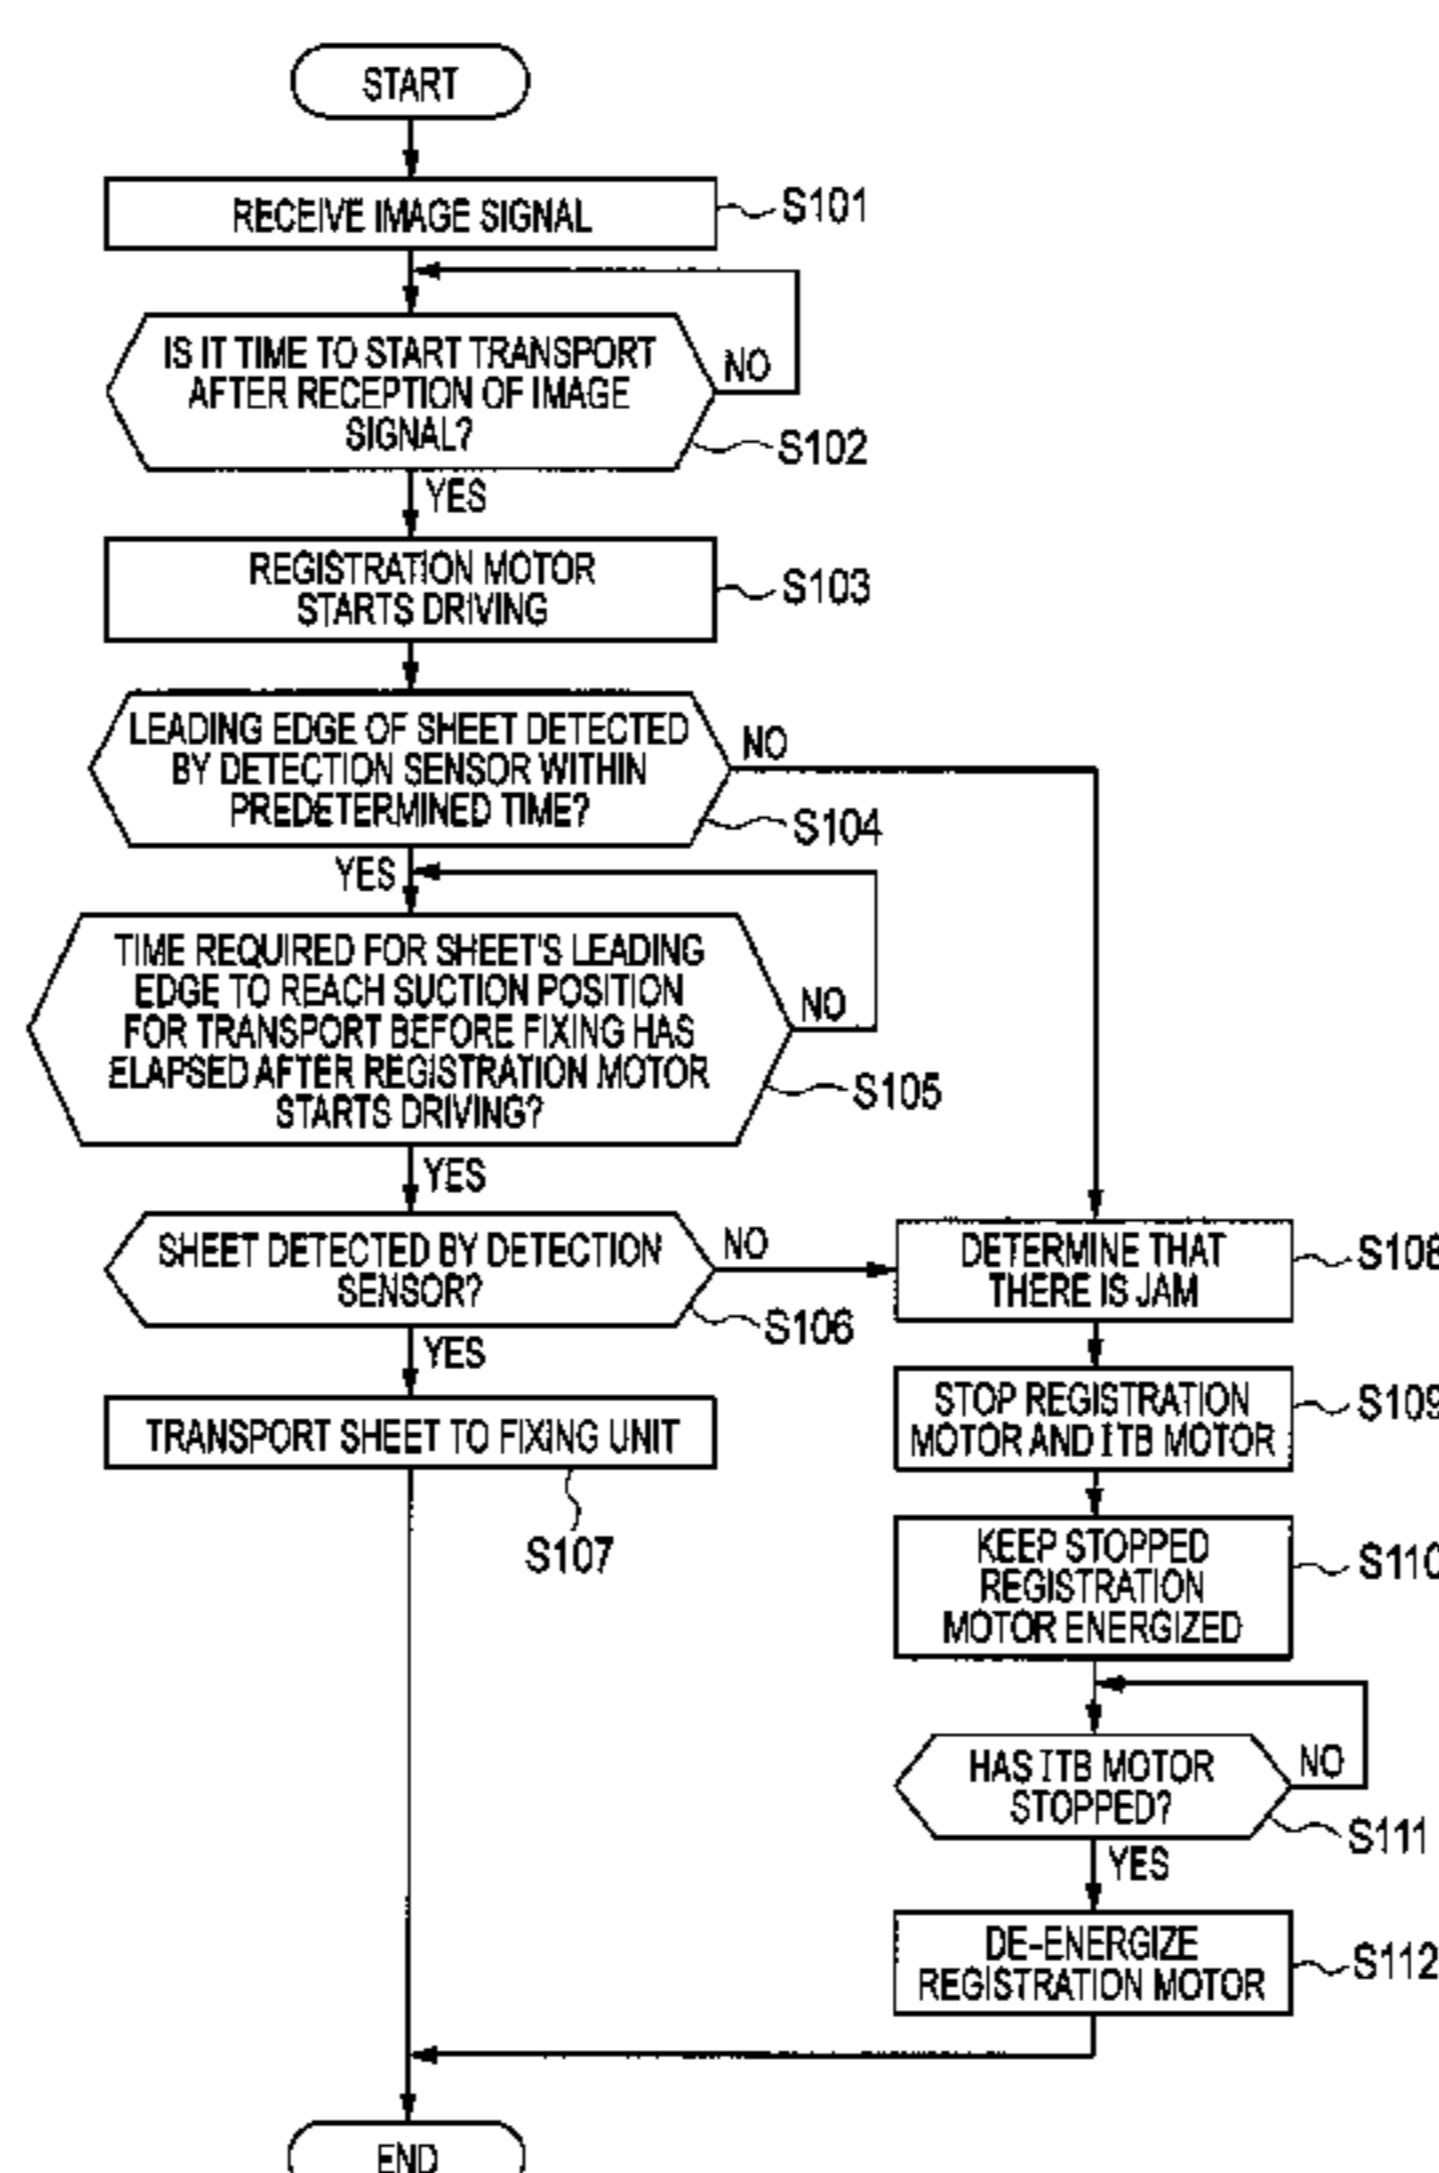 START
RECEIVE IMAGE SIGNAL
S101
IS IT TIME TO START TRANSPORT
AFTER RECEPTION OF IMAGE
SIGNAL?
NO
S102
YES
REGISTRATION MOTOR
STARTS DRIVING
S103
LEADING EDGE OF SHEET DETECTED
BY DETECTION SENSOR WITHIN
PREDETERMINED TIME?
NO
S104
YES
TIME REQUIRED FOR SHEET'S LEADING
EDGE TO REACH SUCTION POSITION
FOR TRANSPORT BEFORE FIXING HAS
ELAPSED AFTER REGISTRATION MOTOR
STARTS DRIVING?
NO
S105
YES
SHEET DETECTED BY DETECTION
SENSOR?
NO
S106
YES
TRANSPORT SHEET TO FIXING UNIT
S107
DETERMINE THAT
THERE IS JAM
S108
STOP REGISTRATION
MOTOR AND ITB MOTOR
S109
KEEP STOPPED
REGISTRATION
MOTOR ENERGIZED
S110
HAS ITB MOTOR
STOPPED?
NO
S111
YES
DE-ENERGIZE
REGISTRATION MOTOR
S112
END